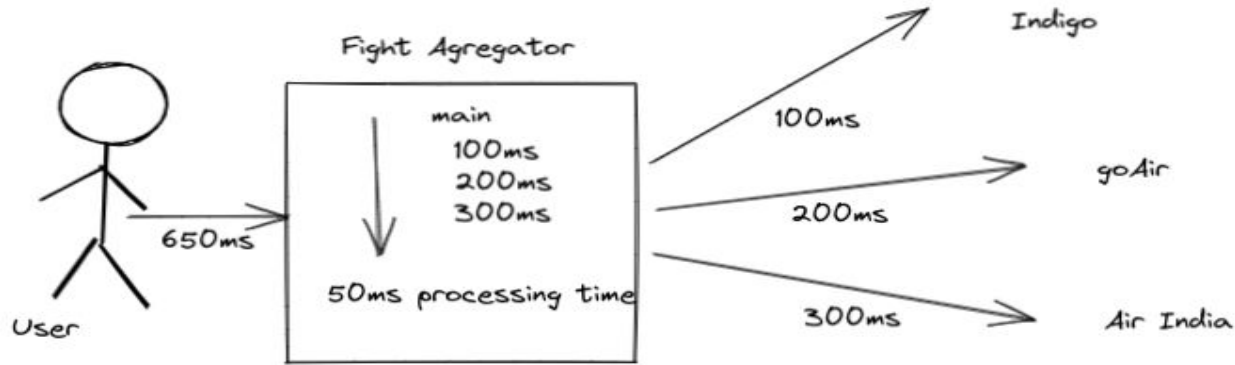 Fight Agregator
main
100ms
200ms
300ms
50ms processing time
650ms
User
100ms
Indigo
200ms
goAir
300ms
Air India